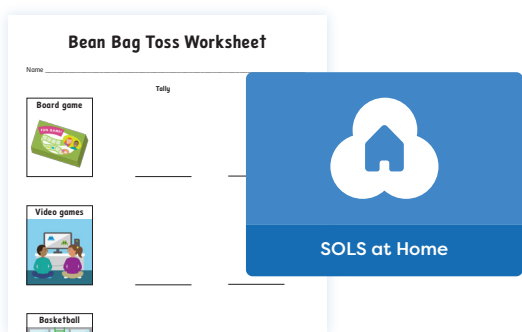 Bean Bag Toss Worksheet
Name
Tally
Board game
Video games
SOLS at Home
Basketball